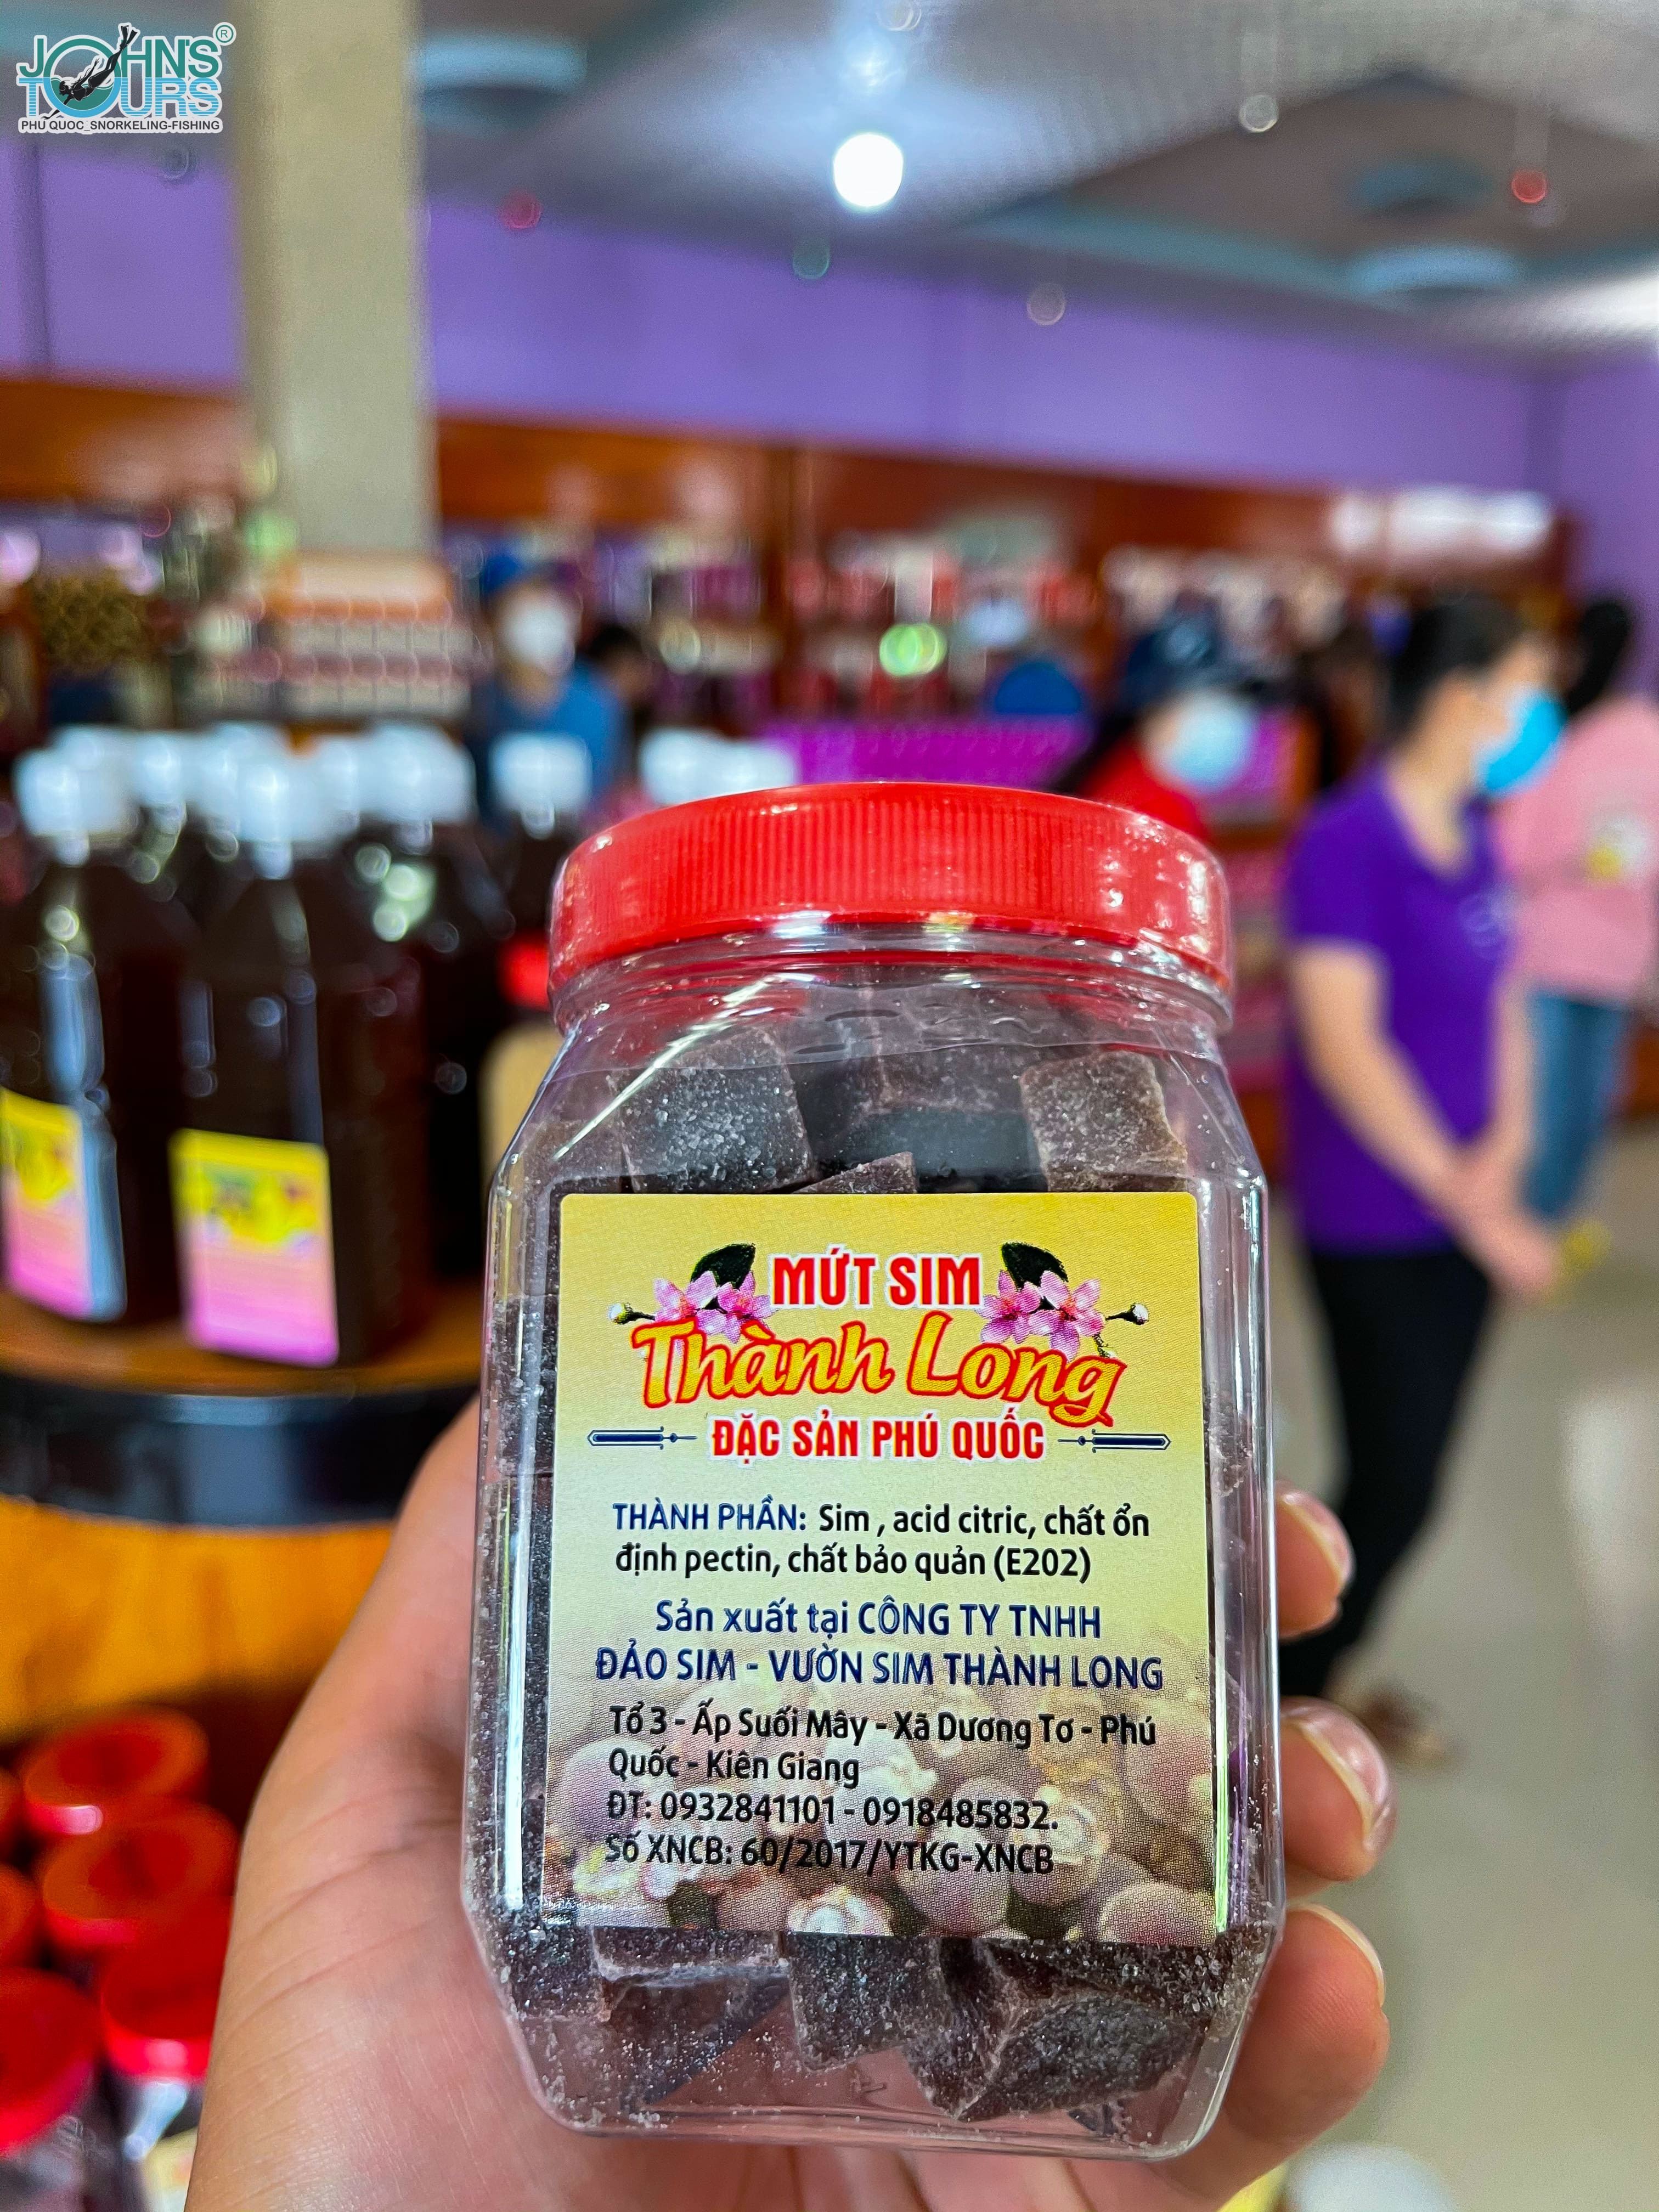 JOHN'S
TOURS ®
PHU QUOC_SNORKELING-FISHING
MỨT SIM
Thành Long
ĐẶC SẢN PHÚ QUỐC
THÀNH PHẦN: Sim , acid citric, chất ổn
định pectin, chất bảo quản (E202)
Sản xuất tại CÔNG TY TNHH
ĐẢO SIM - VƯỜN SIM THÀNH LONG
Tổ 3 - Ấp Suối Mây - Xã Dương Tơ - Phú
Quốc - Kiên Giang
ĐT: 0932841101 - 0918485832.
Số XNCB: 60/2017/YTKG-XNCB